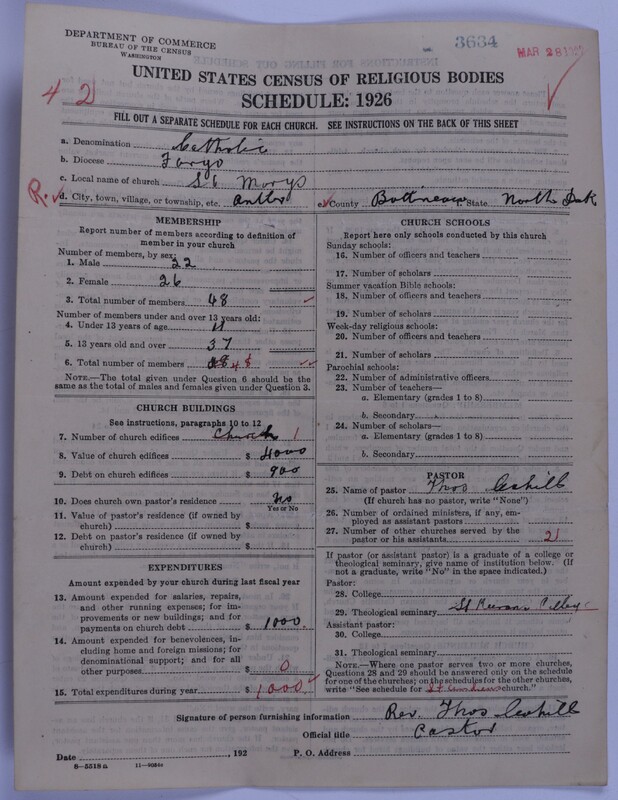 DEPARTMENT OF COMMERCE
BUREAU OF THE CENSUS
WASHINGTON
3634
MAR 28
UNITED STATES CENSUS OF RELIGIOUS BODIES
SCHEDULE: 1926
42
FILL OUT A SEPARATE SCHEDULE FOR EACH CHURCH. SEE INSTRUCTIONS ON THE BACK OF THIS SHEET
a. Denomination Catholic
b. Diocese Fargo
c. Local name of church St Marys
R. d. City, town, village, or township, etc. Antler e. County Bottineau State North Dak
MEMBERSHIP
Report number of members according to definition of
member in your church
Number of members, by sex:
1. Male 22
2. Female 26
3. Total number of members 48
Number of members under and over 13 years old:
4. Under 13 years of age 11
5. 13 years old and over 37
6. Total number of members 48
NOTE.—The total given under Question 6 should be
same as the total of males and females given under Question 3.
CHURCH BUILDINGS
See instructions, paragraphs 10 to 12
7. Number of church edifices Church 1
8. Value of church edifices $ 4000
9. Debt on church edifices $ 900
10. Does church own pastor's residence No
Yes or No
11. Value of pastor's residence (if owned by
church) $
12. Debt on pastor's residence (if owned by
church) $
EXPENDITURES
Amount expended by your church during last fiscal year
13. Amount expended for salaries, repairs,
and other running expenses; for im-
provements or new buildings; and for
payments on church debt $ 1000.
14. Amount expended for benevolences, in-
cluding home and foreign missions; for
denominational support; and for all
other purposes $ 0
15. Total expenditures during year $ 1000
CHURCH SCHOOLS
Report here only schools conducted by this church
Sunday schools:
16. Number of officers and teachers
17. Number of scholars
Summer vacation Bible schools:
18. Number of officers and teachers
19. Number of scholars
Week-day religious schools:
20. Number of officers and teachers
21. Number of scholars
Parochial schools:
22. Number of administrative officers
23. Number of teachers—
a. Elementary (grades 1 to 8)
b. Secondary
24. Number of scholars—
a. Elementary (grades 1 to 8)
b. Secondary
PASTOR
25. Name of pastor Thos
(If church has no pastor, write "None")
26. Number of ordained ministers, if any, em-
ployed as assistant pastors
27. Number of other churches served by the
pastor or his assistants 2
If pastor (or assistant pastor) is a graduate of a college or
theological seminary, give name of institution below. (If
not a graduate, write "No" in the space indicated.)
Pastor:
28. College
29. Theological seminary St
Assistant pastor:
30. College
31. Theological seminary
NOTE.—Where one pastor serves two or more churches,
Questions 28 and 29 should be answered only on the schedule
for one of the churches; on the schedules for the other churches,
write "See schedule for St church."
Signature of person furnishing information Rev. Thos
Official title Pastor
Date , 192 P. O. Address
8-5518a 11-9024a